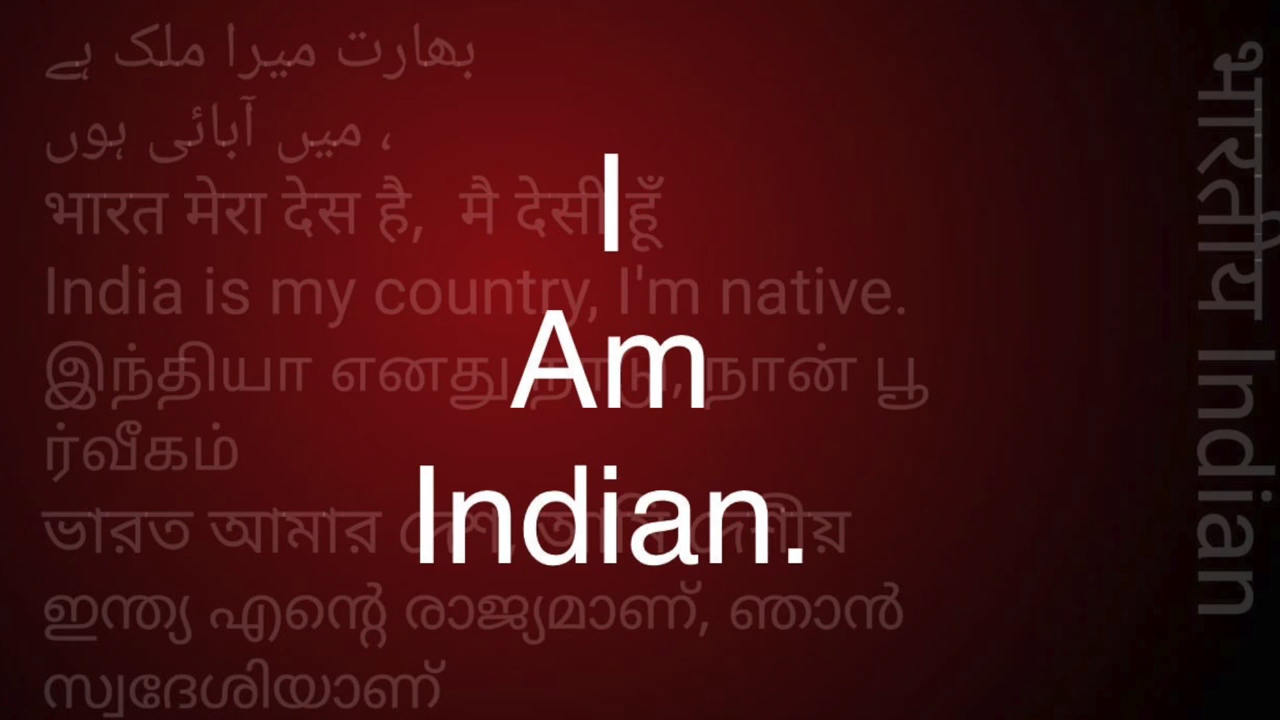 بھارت میرا ملک ہے
، میں آبائی ہوں
भारत मेरा देस है, मै देसी हूँ
India is my country, I'm native.
இந்தியா எனது நாடு, நான் பூ
ர்வீகம்
ভারত আমার দেশ, আমি দেশীয়
ഇന്ത്യ എന്റെ രാജ്യമാണ്, ഞാൻ
സ്വദേശിയാണ്
I
Am
Indian.
भारतीय Indian